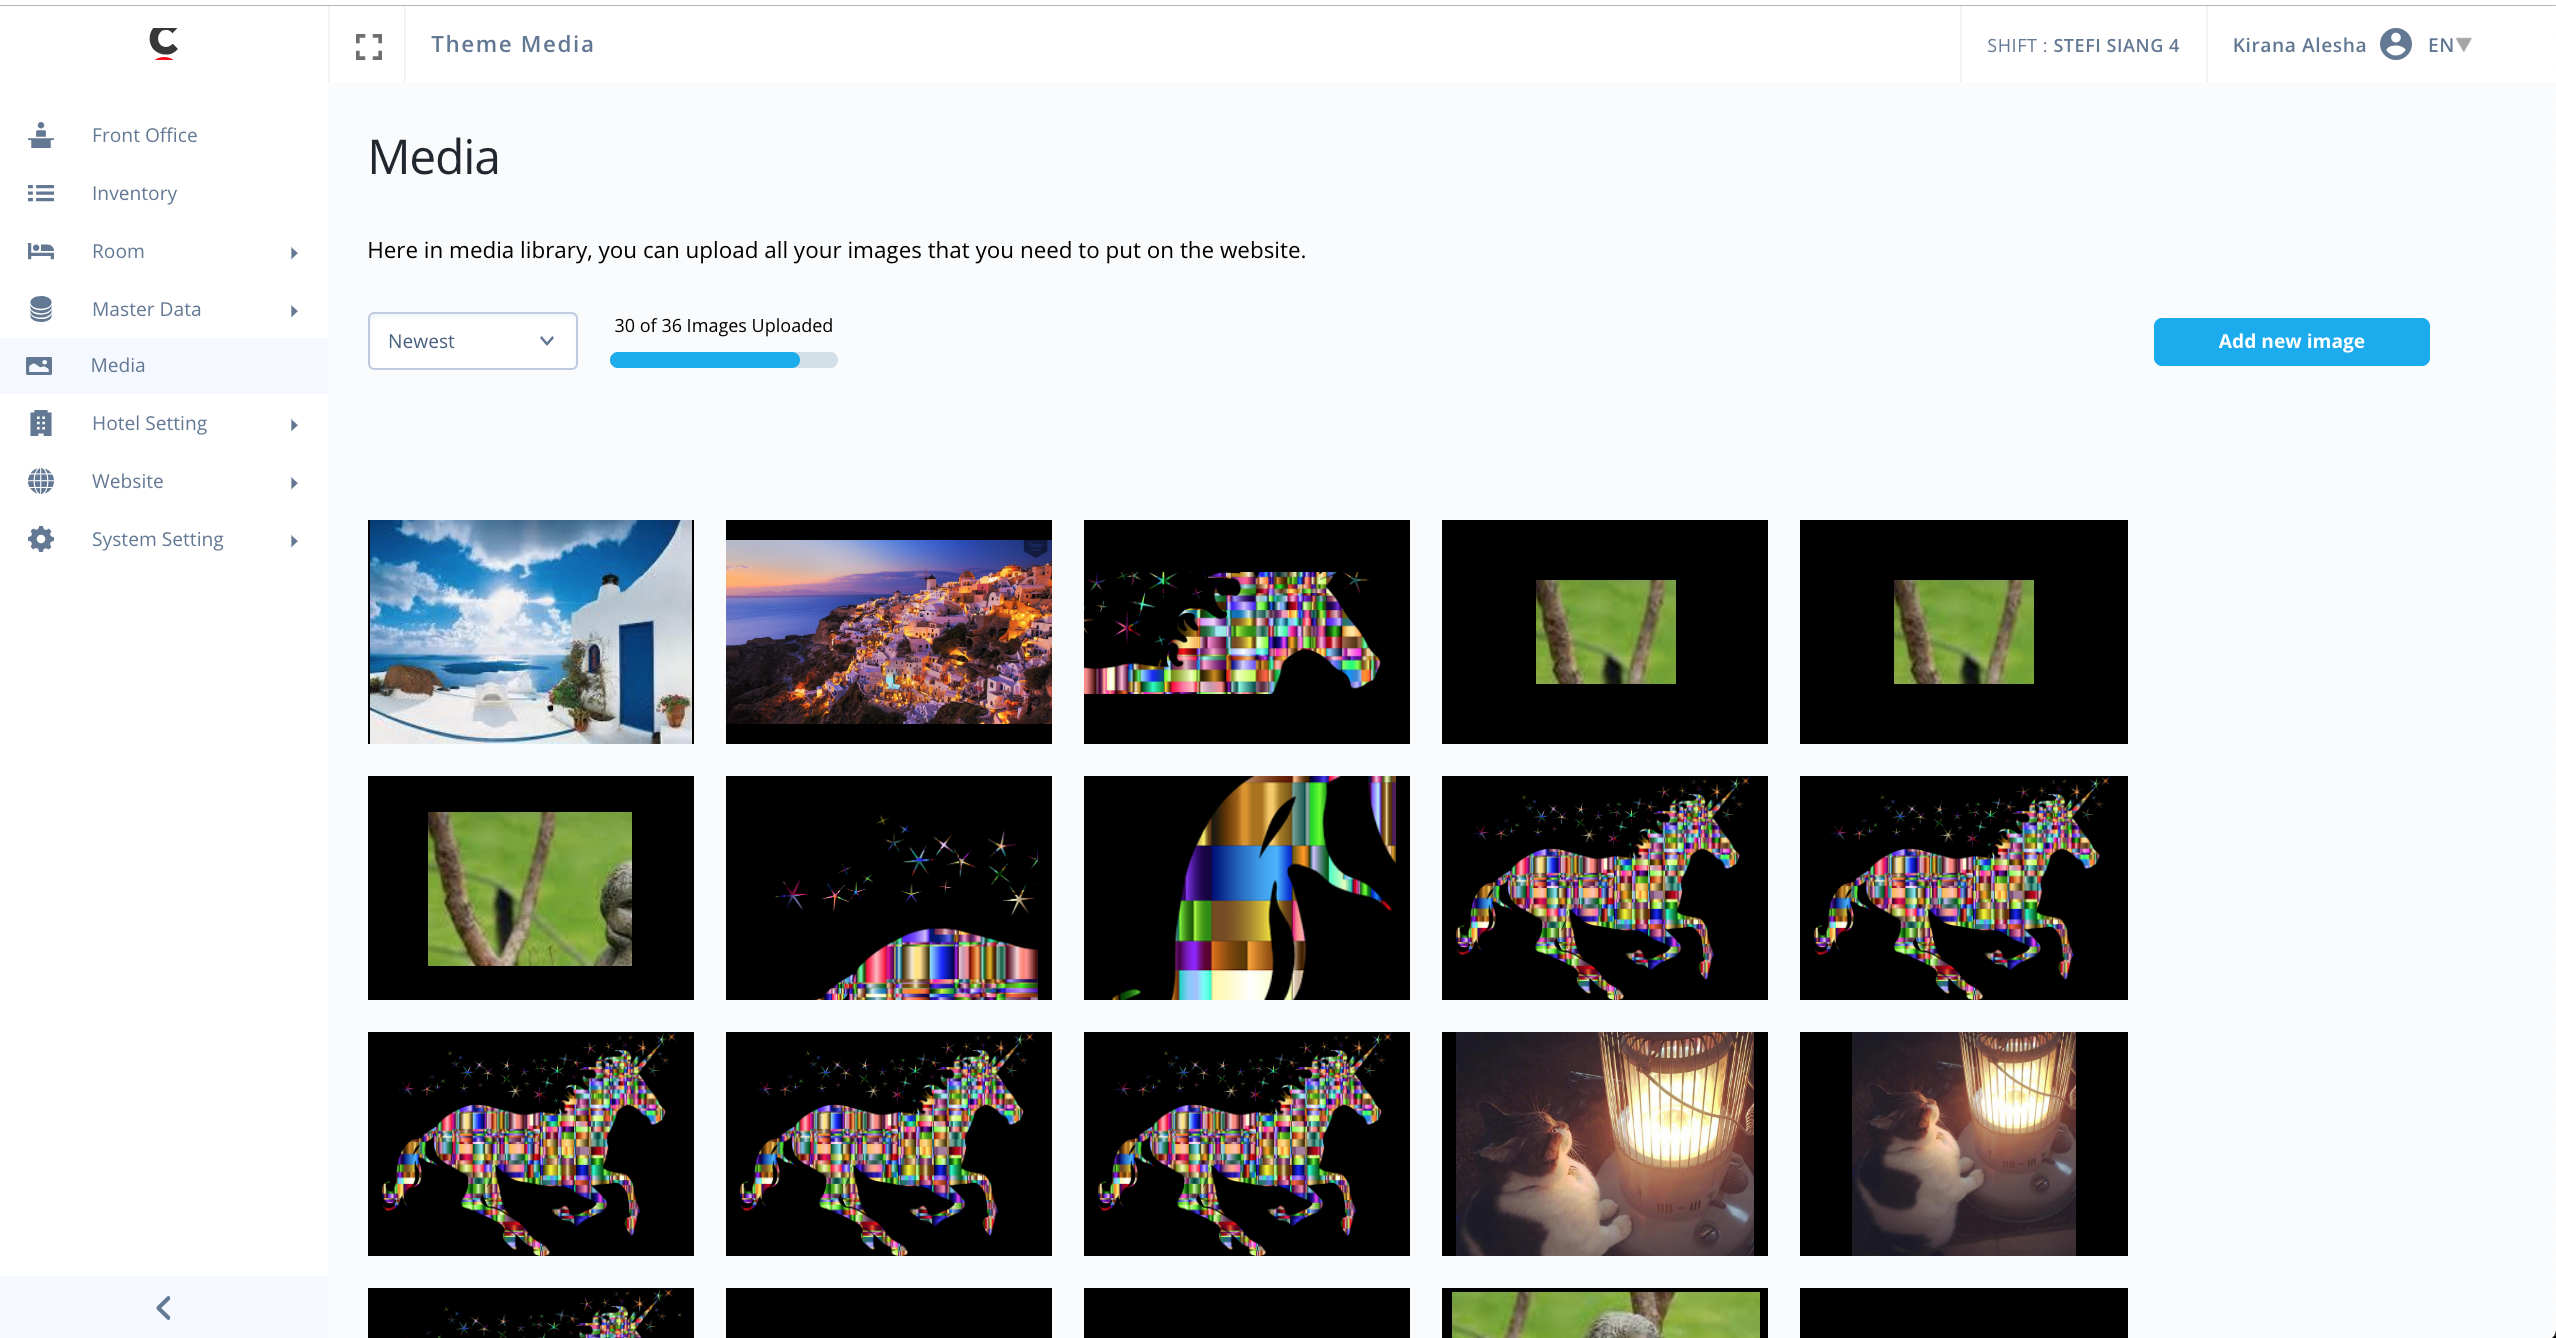 Theme Media
SHIFT : STEFI SIANG 4
Kirana Alesha
EN
Front Office
Inventory
Room
Master Data
Media
Hotel Setting
Website
System Setting
Media
Here in media library, you can upload all your images that you need to put on the website.
Newest
30 of 36 Images Uploaded
Add new image